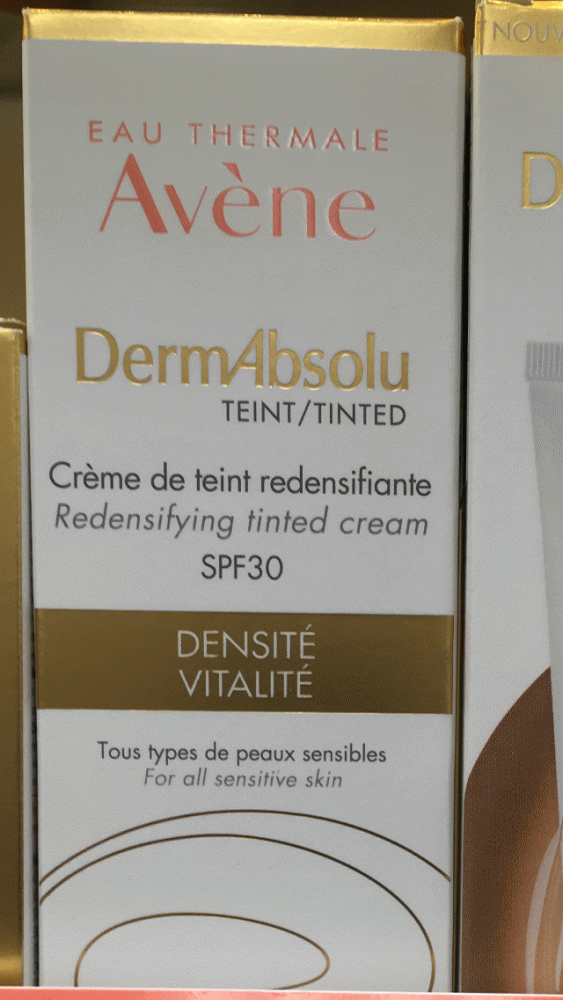 EAU THERMALE
Avène
DermAbsolu
TEINT/TINTED
Crème de teint redensifiante
Redensifying tinted cream
SPF30
DENSITÉ
VITALITÉ
Tous types de peaux sensibles
For all sensitive skin
NOUV
D